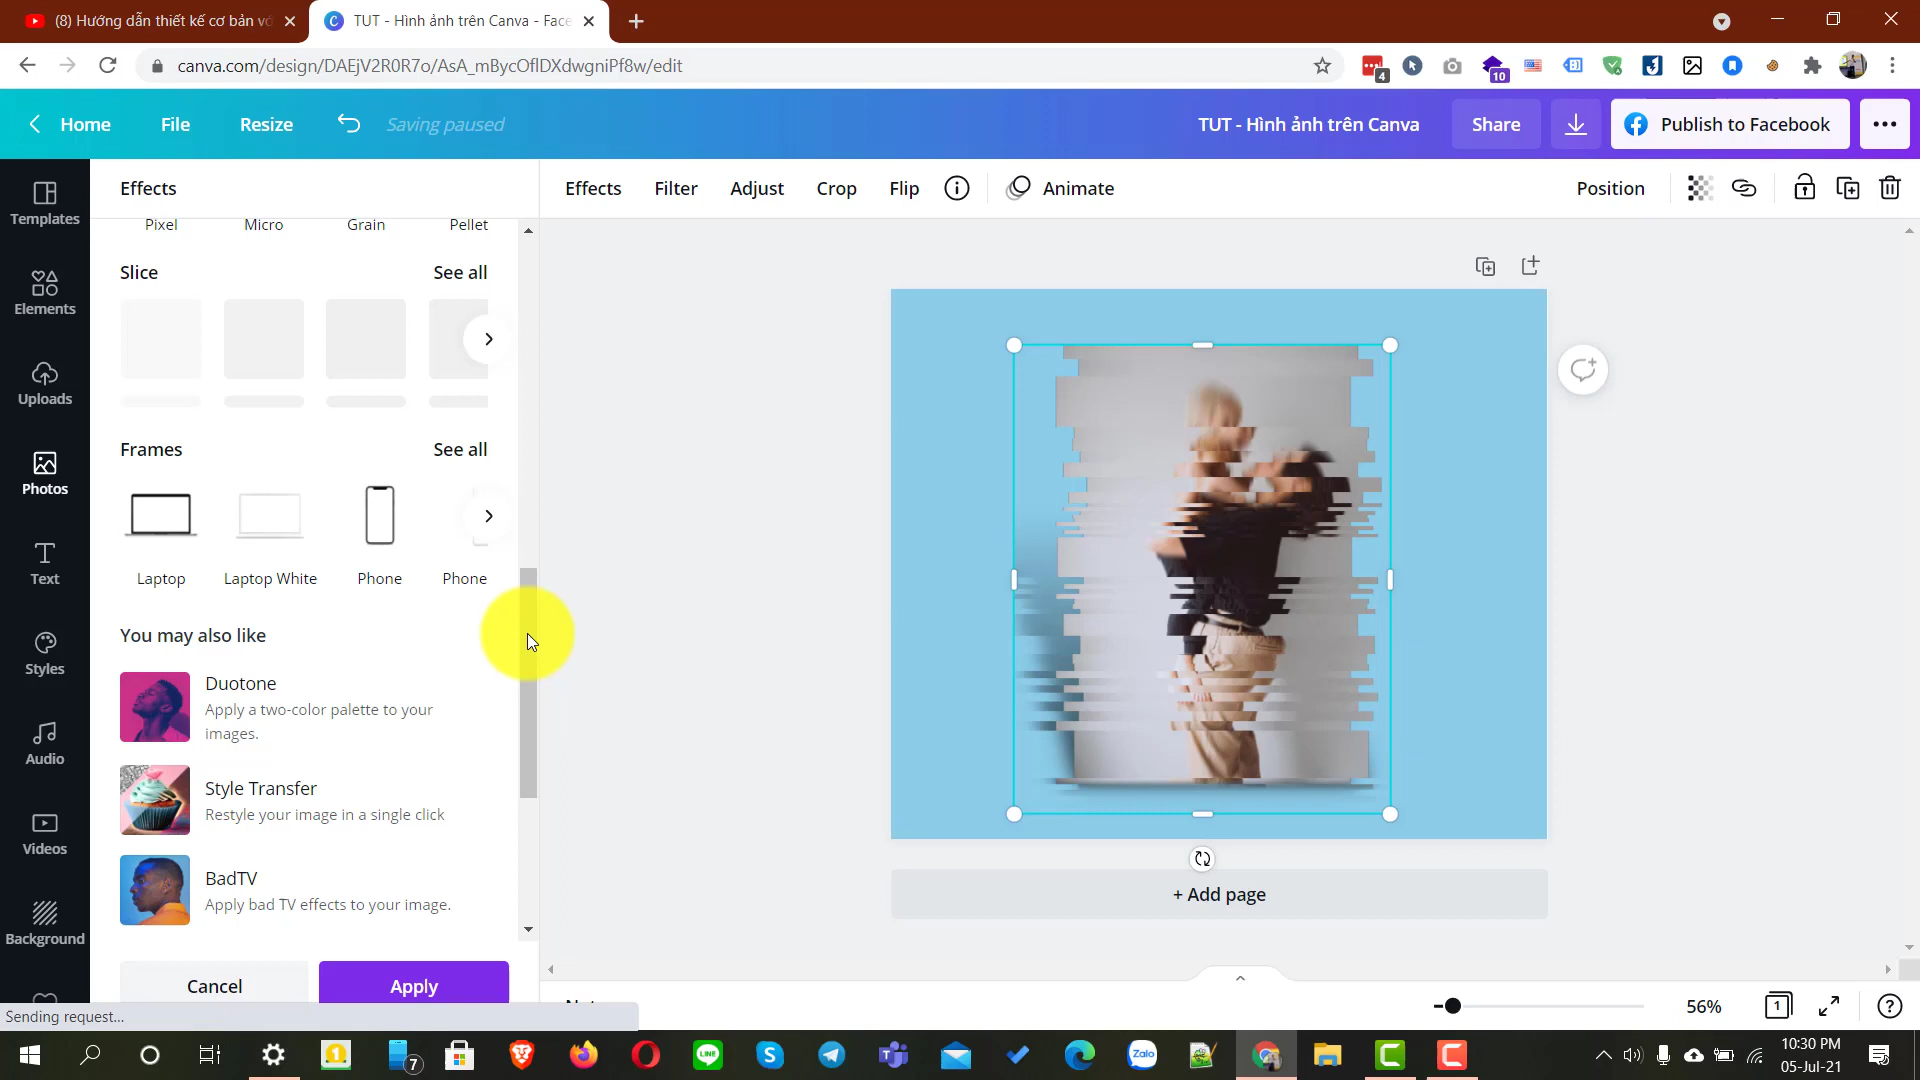 (8) Hướng dẫn thiết kế cơ bản vớ
TUT - Hình ảnh trên Canva - Face
canva.com/design/DAEjV2R0R7o/AsA_mBycOflDXdwgniPf8w/edit
4
10
Home
File
Resize
Saving paused
TUT - Hình ảnh trên Canva
Share
Publish to Facebook
Effects
Effects
Filter
Adjust
Crop
Flip
Animate
Position
Templates
Elements
Uploads
Photos
Text
Styles
Audio
Videos
Background
Pixel
Micro
Grain
Pellet
Slice
See all
Frames
See all
Laptop
Laptop White
Phone
Phone
You may also like
Duotone
Apply a two-color palette to your
images.
Style Transfer
Restyle your image in a single click
BadTV
Apply bad TV effects to your image.
Cancel
Apply
+ Add page
56%
1
Sending request...
7
Zalo
10:30 PM
05-Jul-21